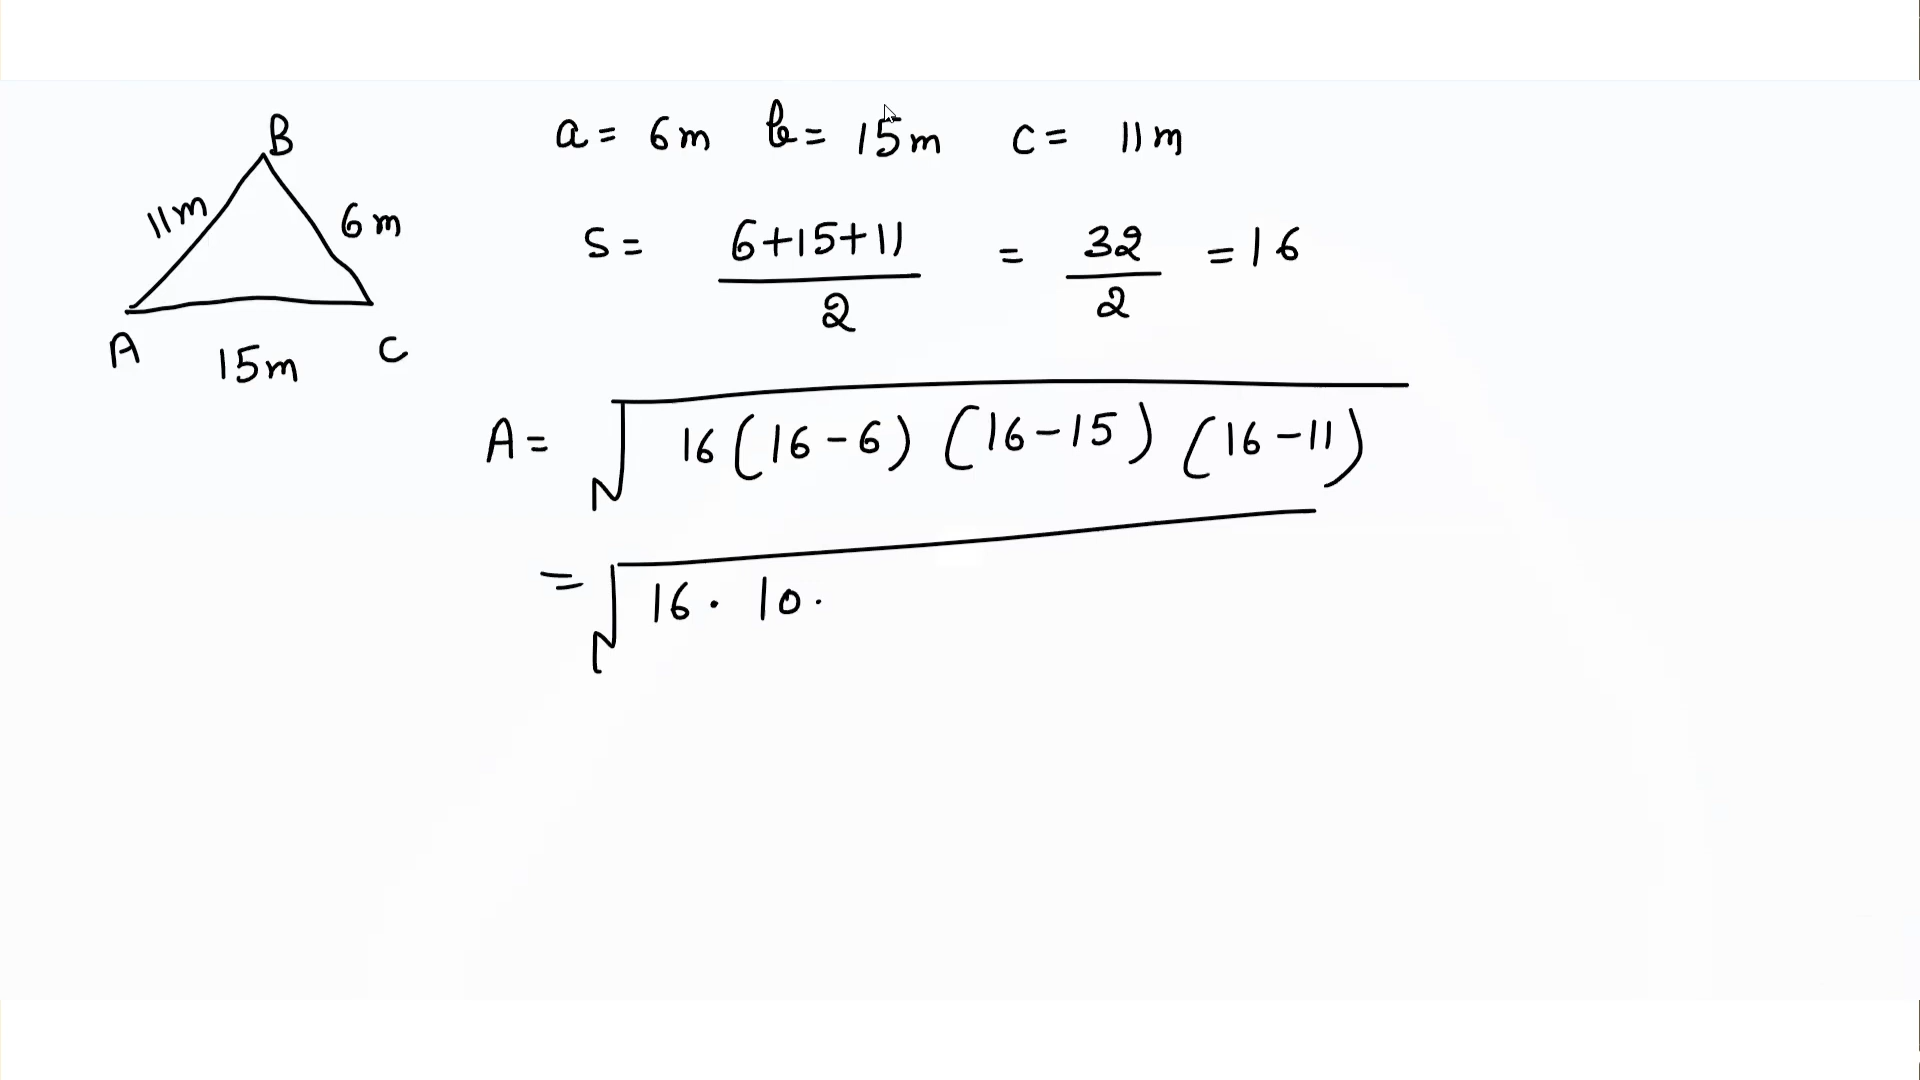 B
11m
6m
A
15m
C
a = 6m b = 15m c = 11m
S = 6+15+11 / 2 = 32 / 2 = 16
A = √16(16-6)(16-15)(16-11)
= √16. 10.